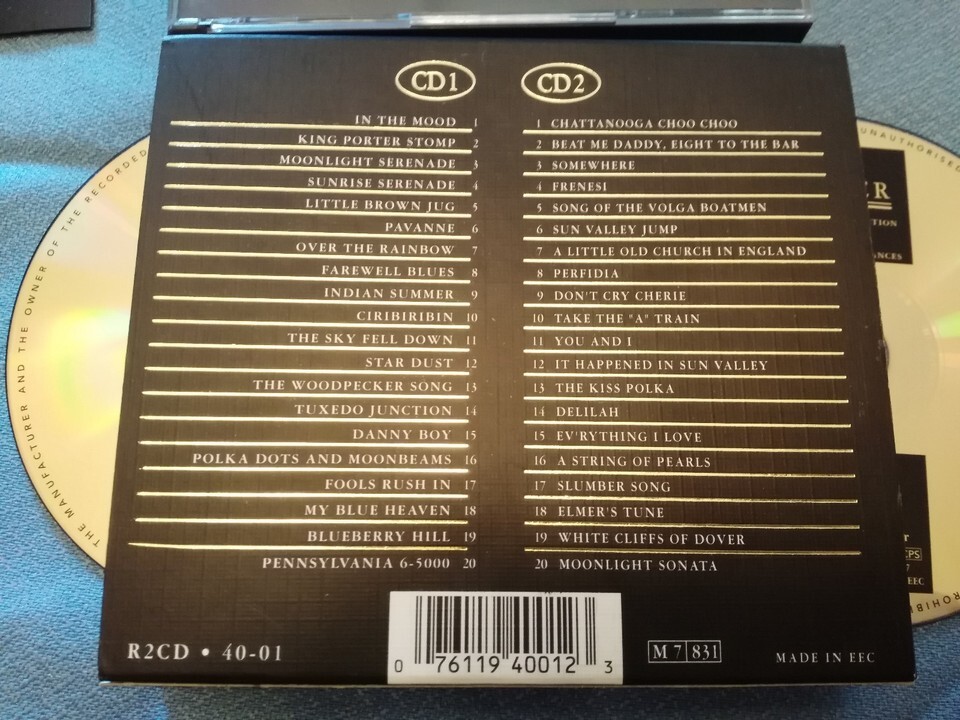 CD1
IN THE MOOD 1
KING PORTER STOMP 2
MOONLIGHT SERENADE 3
SUNRISE SERENADE 4
LITTLE BROWN JUG 5
PAVANNE 6
OVER THE RAINBOW 7
FAREWELL BLUES 8
INDIAN SUMMER 9
CIRIBIRIBIN 10
THE SKY FELL DOWN 11
STAR DUST 12
THE WOODPECKER SONG 13
TUXEDO JUNCTION 14
DANNY BOY 15
POLKA DOTS AND MOONBEAMS 16
FOOLS RUSH IN 17
MY BLUE HEAVEN 18
BLUEBERRY HILL 19
PENNSYLVANIA 6-5000 20
CD2
1 CHATTANOOGA CHOO CHOO
2 BEAT ME DADDY, EIGHT TO THE BAR
3 SOMEWHERE
4 FRENESI
5 SONG OF THE VOLGA BOATMEN
6 SUN VALLEY JUMP
7 A LITTLE OLD CHURCH IN ENGLAND
8 PERFIDIA
9 DON'T CRY CHERIE
10 TAKE THE "A" TRAIN
11 YOU AND I
12 IT HAPPENED IN SUN VALLEY
13 THE KISS POLKA
14 DELILAH
15 EV'RYTHING I LOVE
16 A STRING OF PEARLS
17 SLUMBER SONG
18 ELMER'S TUNE
19 WHITE CLIFFS OF DOVER
20 MOONLIGHT SONATA
R2CD • 40-01
0 76119 40012 3
M 7 831
MADE IN EEC
THE MANUFACTURER AND THE OWNER OF THE RECORDED
UNAUTHORISED
ER
TION
ANCES
CPS
7
EEC